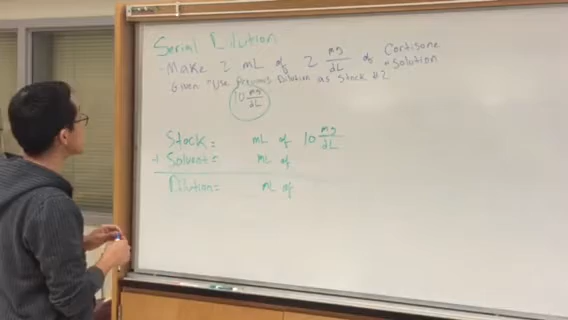 Serial Dilution
- Make 2 mL of 2 mg/dL of Cortisone solution
Given "Use Previous Dilution as Stock #2
10 mg/dL
Stock = mL of 10 mg/dL
+ Solvent = mL of
Dilution = mL of